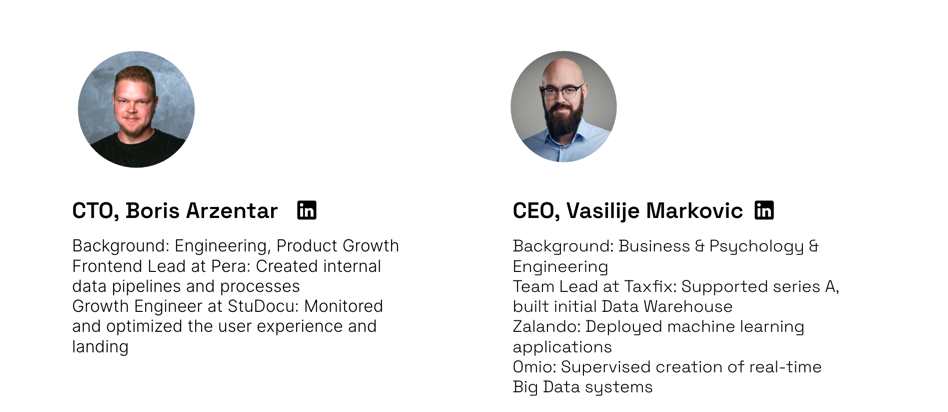 CTO, Boris Arzentar in
Background: Engineering, Product Growth
Frontend Lead at Pera: Created internal
data pipelines and processes
Growth Engineer at StuDocu: Monitored
and optimized the user experience and
landing
CEO, Vasilije Markovic in
Background: Business & Psychology &
Engineering
Team Lead at Taxfix: Supported series A,
built initial Data Warehouse
Zalando: Deployed machine learning
applications
Omio: Supervised creation of real-time
Big Data systems